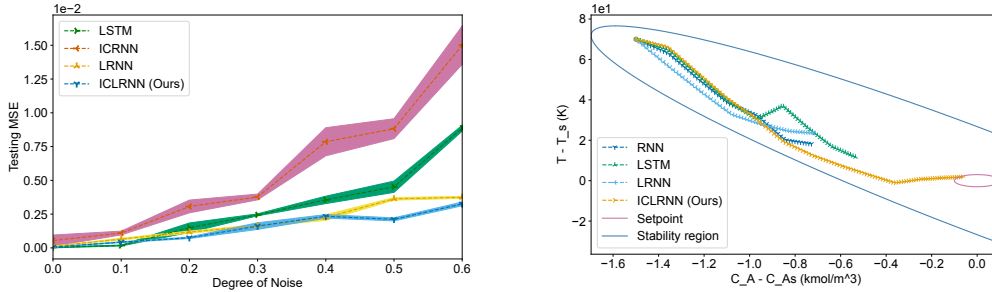 1e−2
Testing MSE
1.50
1.25
1.00
0.75
0.50
0.25
0.00
LSTM
ICRNN
LRNN
ICLRNN (Ours)
0.0 0.1 0.2 0.3 0.4 0.5 0.6
Degree of Noise
1e1
T - T_s (K)
8
6
4
2
0
−2
RNN
LSTM
LRNN
ICLRNN (Ours)
Setpoint
Stability region
−1.6 −1.4 −1.2 −1.0 −0.8 −0.6 −0.4 −0.2 0.0
C_A - C_As (kmol/m^3)